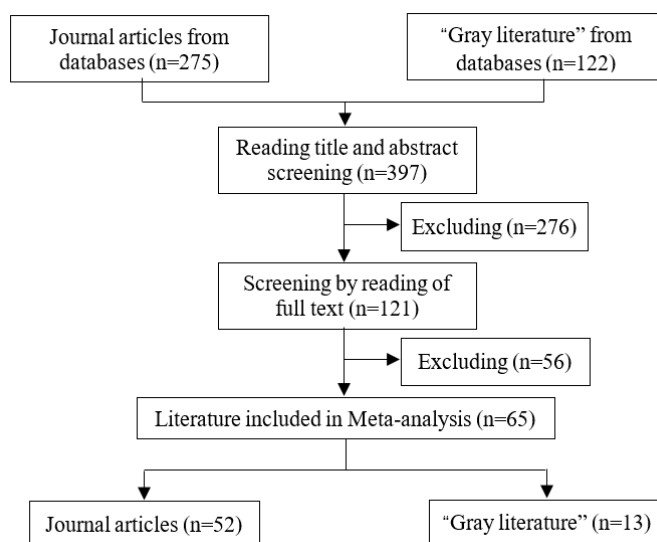 Journal articles from
databases (n=275)
“Gray literature” from
databases (n=122)
Reading title and abstract
screening (n=397)
Excluding (n=276)
Screening by reading of
full text (n=121)
Excluding (n=56)
Literature included in Meta-analysis (n=65)
Journal articles (n=52)
“Gray literature” (n=13)